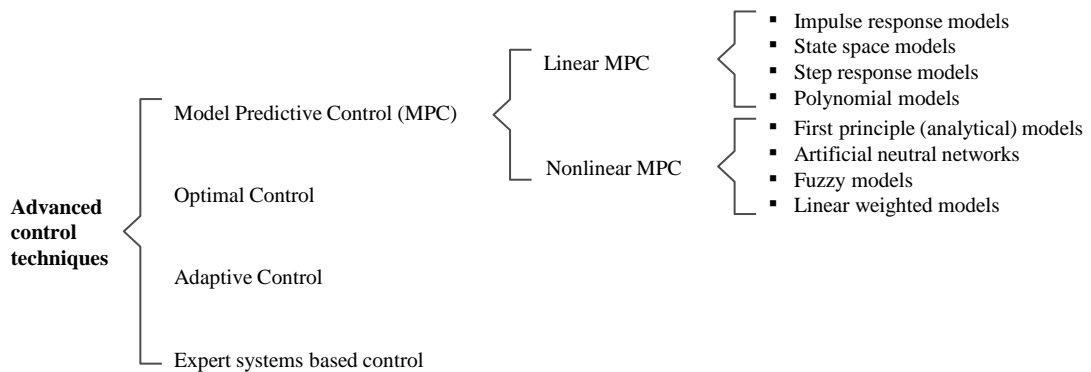 Advanced
control
techniques
Model Predictive Control (MPC)
Optimal Control
Adaptive Control
Expert systems based control
Linear MPC
Nonlinear MPC
▪ Impulse response models
▪ State space models
▪ Step response models
▪ Polynomial models
▪ First principle (analytical) models
▪ Artificial neutral networks
▪ Fuzzy models
▪ Linear weighted models